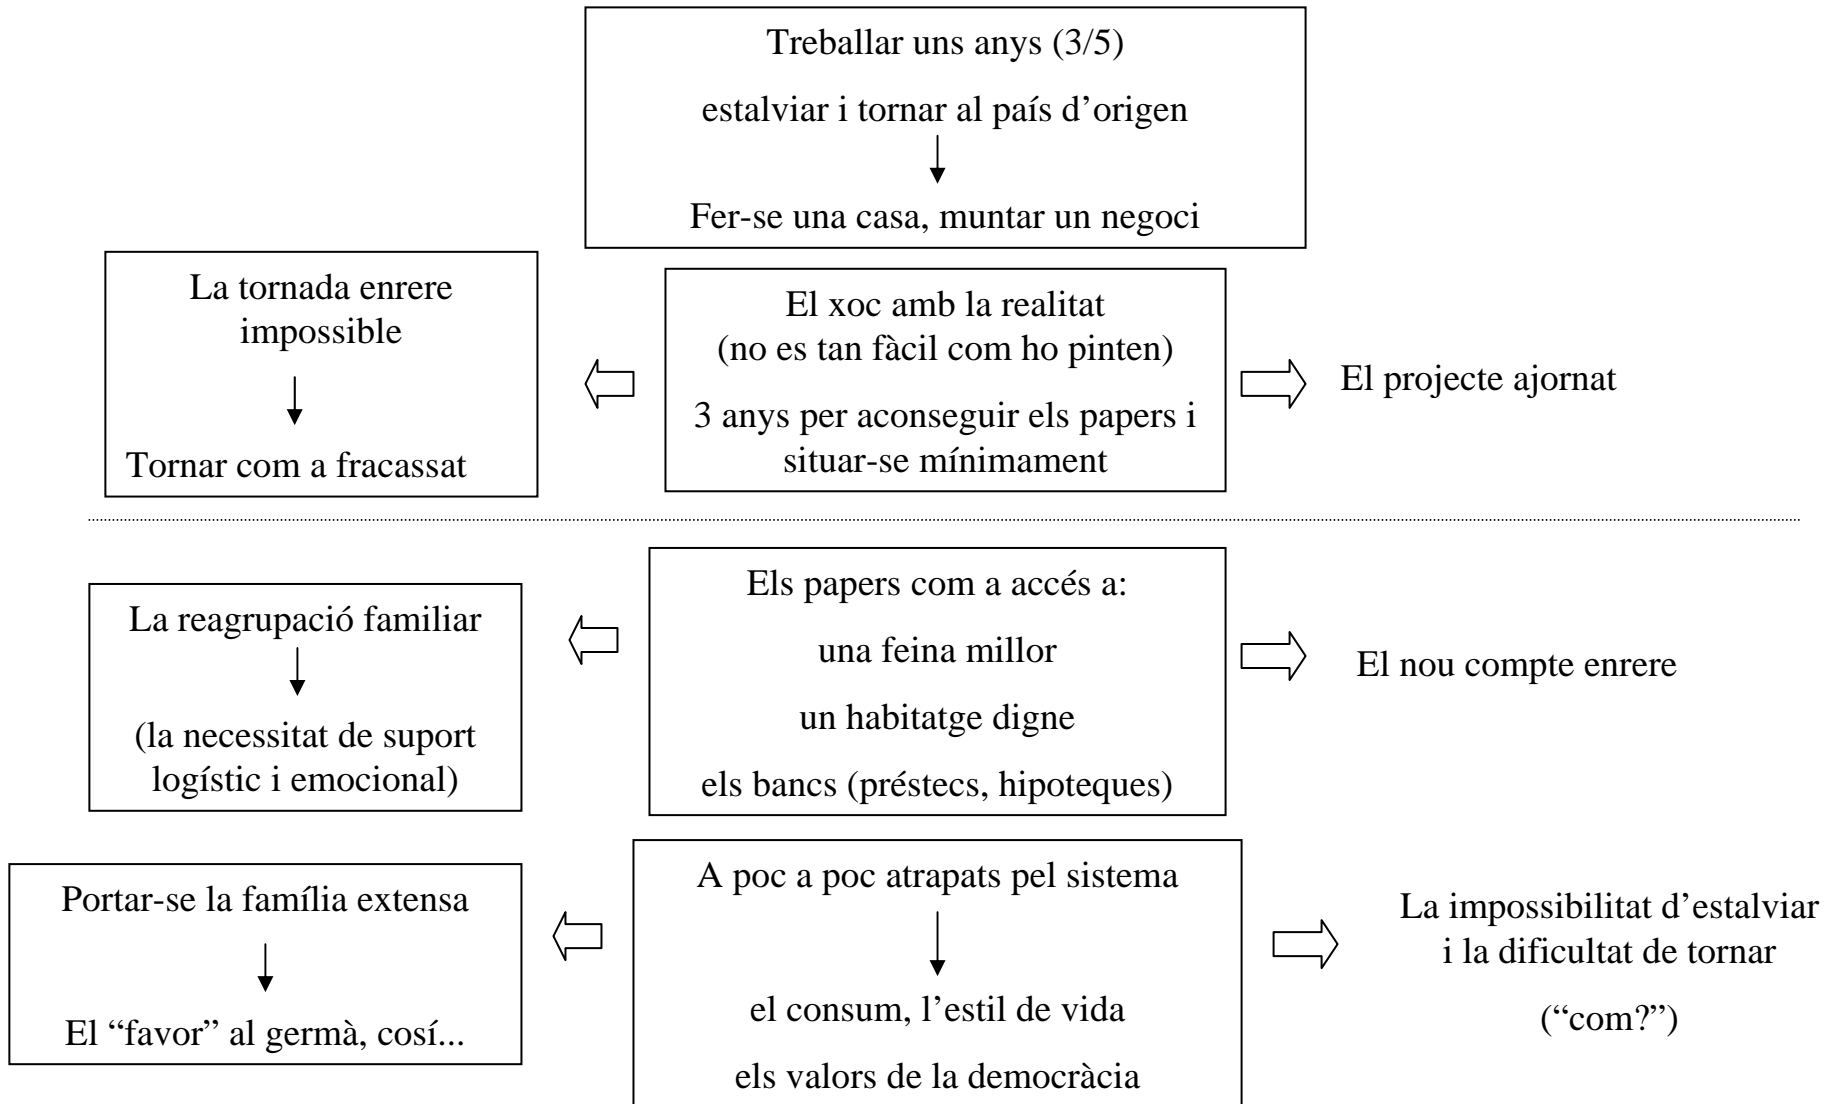 Treballar uns anys (3/5)
estalviar i tornar al país d’origen
Fer-se una casa, muntar un negoci
La tornada enrere
impossible
Tornar com a fracassat
El xoc amb la realitat
(no es tan fàcil com ho pinten)
3 anys per aconseguir els papers i
situar-se mínimament
El projecte ajornat
La reagrupació familiar
(la necessitat de suport
logístic i emocional)
Els papers com a accés a:
una feina millor
un habitatge digne
els bancs (préstecs, hipoteques)
El nou compte enrere
Portar-se la família extensa
El “favor” al germà, cosí...
A poc a poc atrapats pel sistema
el consum, l’estil de vida
els valors de la democràcia
La impossibilitat d’estalviar
i la dificultat de tornar
(“com?”)